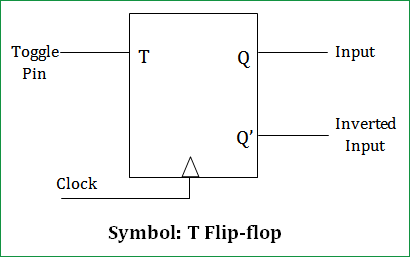 Toggle
Pin
T
Q
Input
Q’
Inverted
Input
Clock
Symbol: T Flip-flop